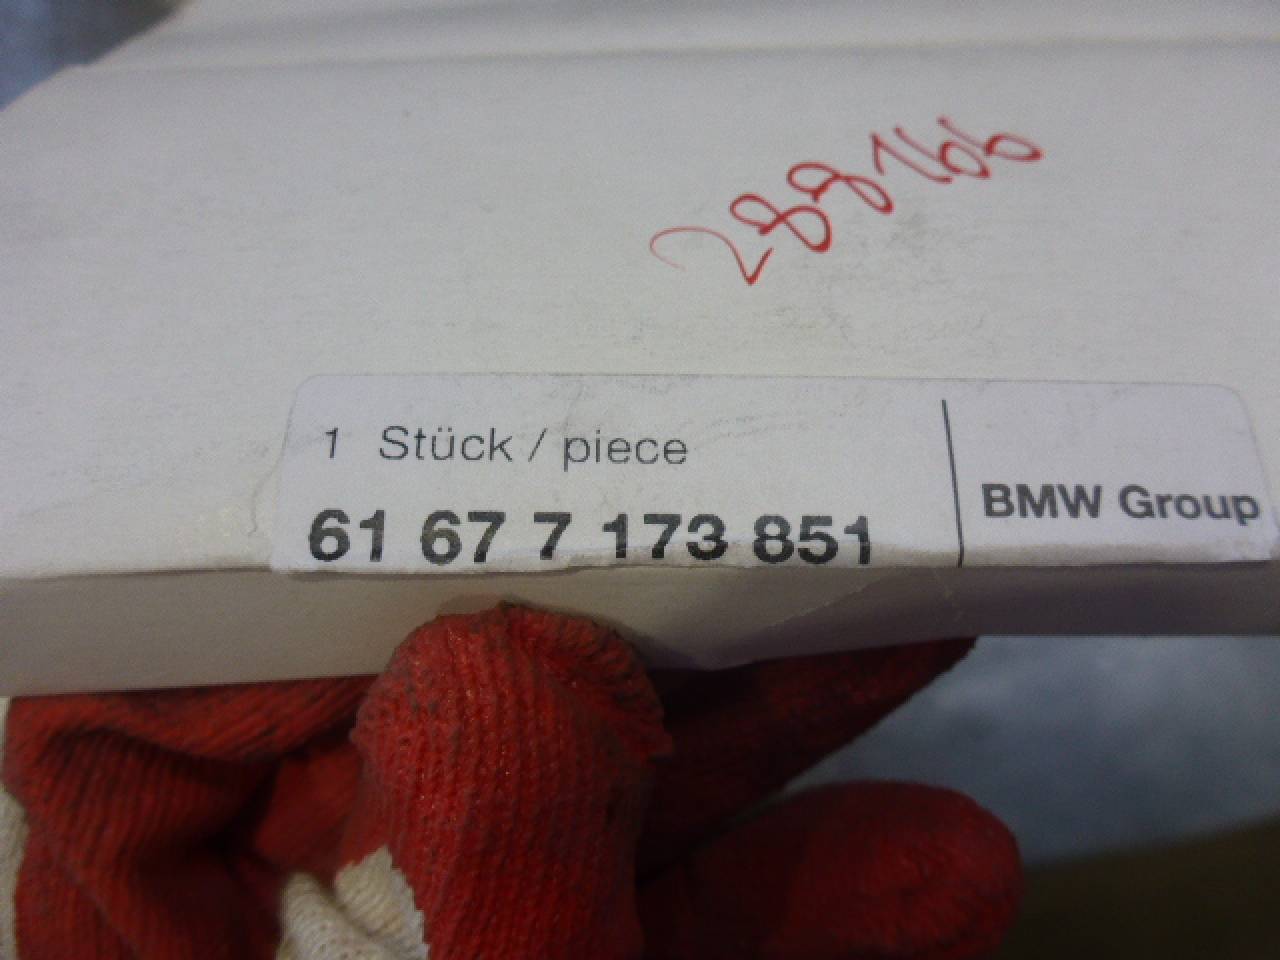 288766
1 Stück / piece
61 67 7 173 851
BMW Group